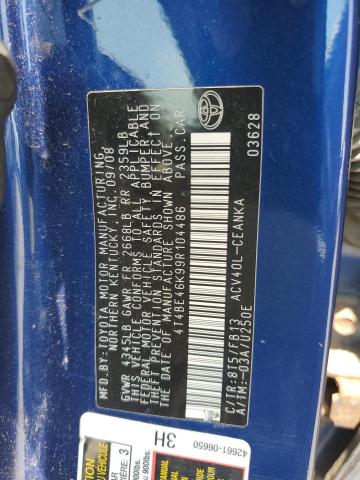 MFD.BY: TOYOTA MOTOR MANUFACTURING
NORTHERN KENTUCKY, INC. 09/08
GVWR 4345LB GAWR FR 2668LB RR 2359LB
THIS VEHICLE CONFORMS TO ALL APPLICABLE
FEDERAL MOTOR VEHICLE SAFETY, BUMPER AND
THEFT PREVENTION STANDARDS IN EFFECT ON
THE DATE OF MANUFACTURE SHOWN ABOVE.
4T4BE46K99R104486 PASS.CAR
ACV40L-CEANKA
C/TR:8T5/FB13
A/TM:-03A/U250E 03628
42661-06650
3H